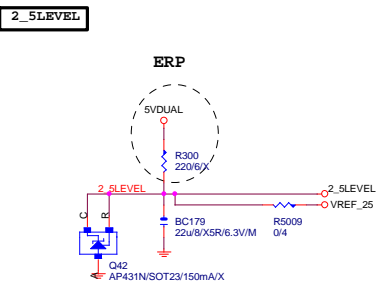 2_5LEVEL
ERP
5VDUAL
R300
220/6/X
2_5LEVEL
2_5LEVEL
VREF_25
C
R
BC179
22u/8/X5R/6.3V/M
R5009
0/4
A
Q42
AP431N/SOT23/150mA/X